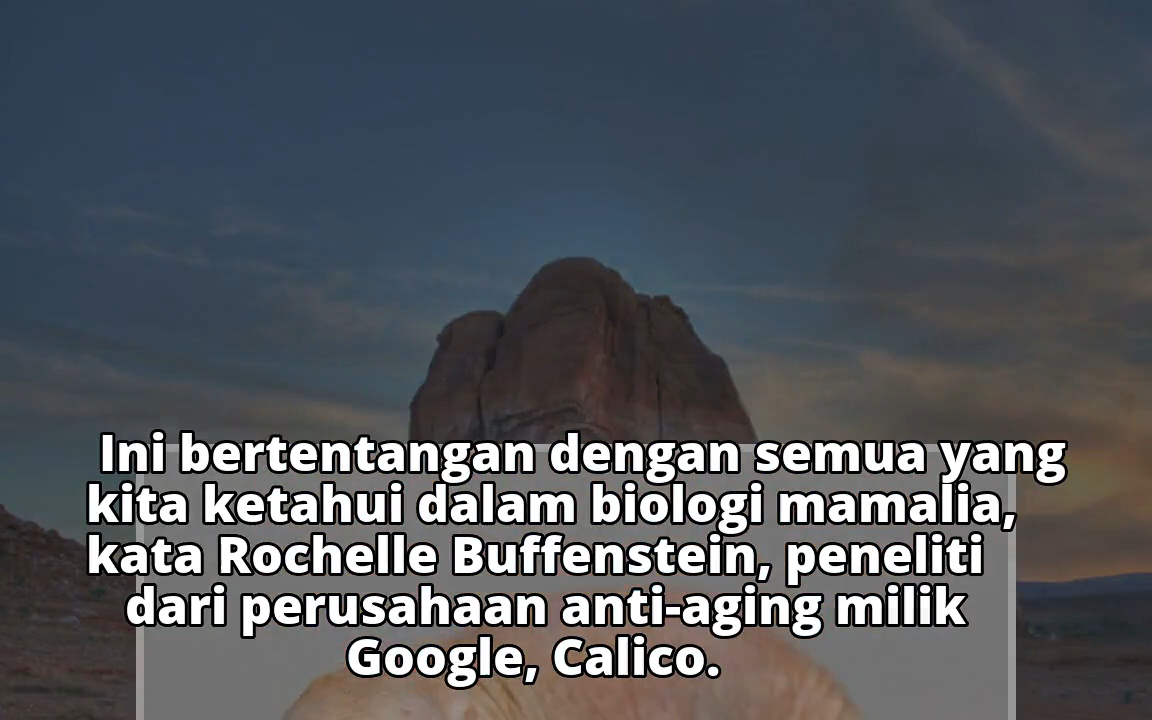 Ini bertentangan dengan semua yang
kita ketahui dalam biologi mamalia,
kata Rochelle Buffenstein, peneliti
dari perusahaan anti-aging milik
Google, Calico.